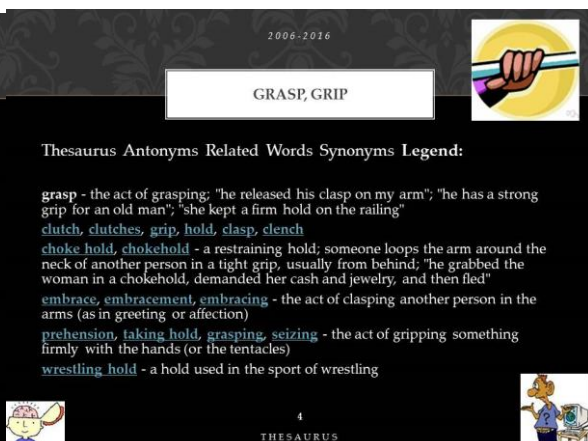 2006-2016
GRASP, GRIP
Thesaurus Antonyms Related Words Synonyms Legend:
grasp - the act of grasping; "he released his clasp on my arm"; "he has a strong
grip for an old man"; "she kept a firm hold on the railing"
clutch, clutches, grip, hold, clasp, clench
choke hold, chokehold - a restraining hold; someone loops the arm around the
neck of another person in a tight grip, usually from behind; "he grabbed the
woman in a chokehold, demanded her cash and jewelry, and then fled"
embrace, embracement, embracing - the act of clasping another person in the
arms (as in greeting or affection)
prehension, taking hold, grasping, seizing - the act of gripping something
firmly with the hands (or the tentacles)
wrestling hold - a hold used in the sport of wrestling
4
THESAURUS